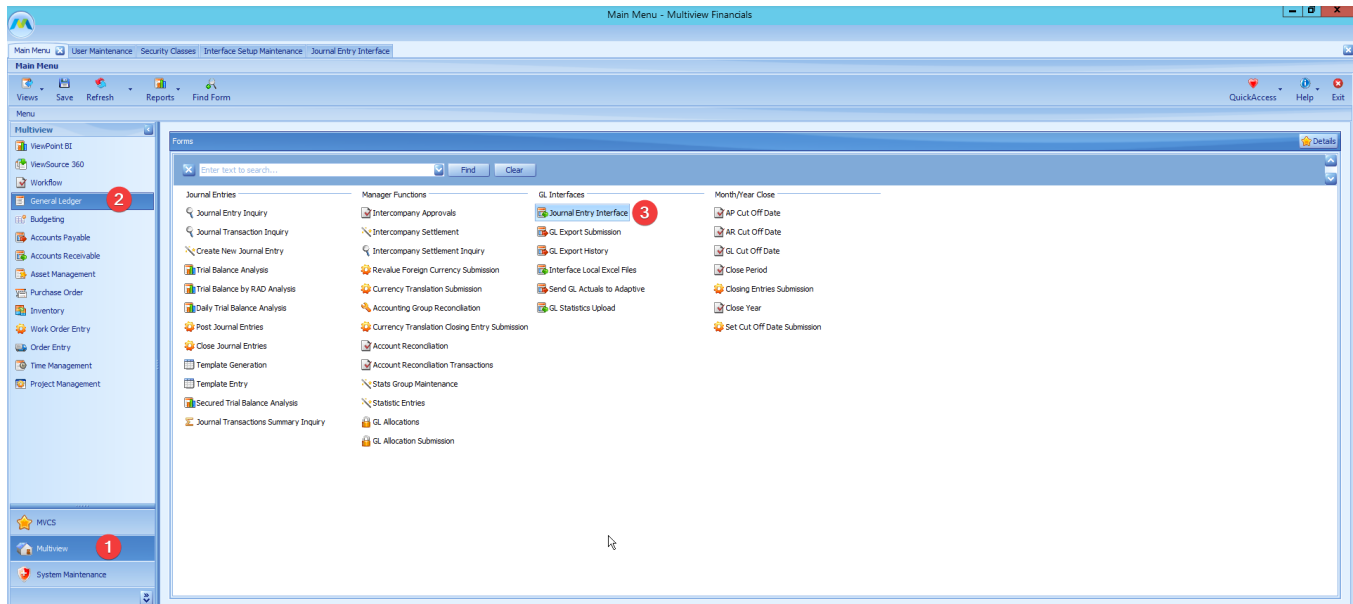 Main Menu - Multiview Financials
Main Menu User Maintenance Security Classes Interface Setup Maintenance Journal Entry Interface
Main Menu
Views Save Refresh Reports Find Form QuickAccess Help Exit
Menu
Multiview
ViewPoint BI
ViewSource 360
Workflow
General Ledger 2
Budgeting
Accounts Payable
Accounts Receivable
Asset Management
Purchase Order
Inventory
Work Order Entry
Order Entry
Time Management
Project Management
MVCS
Multiview 1
System Maintenance
Forms Details
Enter text to search... Find Clear
Journal Entries
Journal Entry Inquiry
Journal Transaction Inquiry
Create New Journal Entry
Trial Balance Analysis
Trial Balance by RAD Analysis
Daily Trial Balance Analysis
Post Journal Entries
Close Journal Entries
Template Generation
Template Entry
Secured Trial Balance Analysis
Journal Transactions Summary Inquiry
Manager Functions
Intercompany Approvals
Intercompany Settlement
Intercompany Settlement Inquiry
Revalue Foreign Currency Submission
Currency Translation Submission
Accounting Group Reconciliation
Currency Translation Closing Entry Submission
Account Reconciliation
Account Reconciliation Transactions
Stats Group Maintenance
Statistic Entries
GL Allocations
GL Allocation Submission
GL Interfaces
Journal Entry Interface 3
GL Export Submission
GL Export History
Interface Local Excel Files
Send GL Actuals to Adaptive
GL Statistics Upload
Month/Year Close
AP Cut Off Date
AR Cut Off Date
GL Cut Off Date
Close Period
Closing Entries Submission
Close Year
Set Cut Off Date Submission